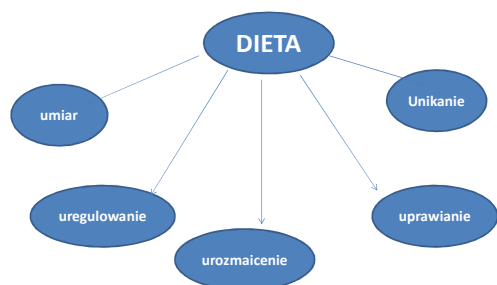 DIETA
Unikanie
umiar
uregulowanie
uprawianie
urozmaicenie